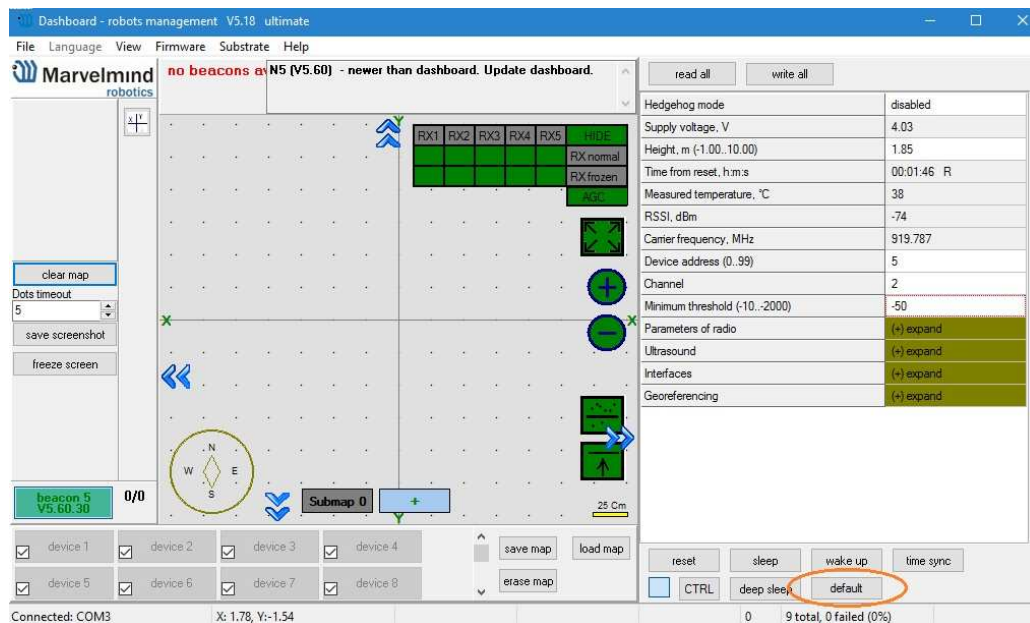 Dashboard - robots management V5.18 ultimate
File Language View Firmware Substrate Help
Marvelmind
robotics
no beacons a
N5 (V5.60) - newer than dashboard. Update dashboard.
read all
write all
X Y
Y
RX1 RX2 RX3 RX4 RX5 HIDE
RX normal
RX frozen
AGC
clear map
Dots timeout
5
save screenshot
freeze screen
X
X
N
W E
S
beacon 5
V5.60.30
0/0
Submap 0
+
Y
25 Cm
Hedgehog mode disabled
Supply voltage, V 4.03
Height, m (-1.00..10.00) 1.85
Time from reset, h:m:s 00:01:46 R
Measured temperature, °C 38
RSSI, dBm -74
Carrier frequency, MHz 919.787
Device address (0..99) 5
Channel 2
Minimum threshold (-10..-2000) -50
Parameters of radio (+) expand
Ultrasound (+) expand
Interfaces (+) expand
Georeferencing (+) expand
device 1 device 2 device 3 device 4
device 5 device 6 device 7 device 8
save map load map
erase map
reset sleep wake up time sync
CTRL deep sleep default
Connected: COM3 X: 1.78, Y:-1.54 0 9 total, 0 failed (0%)